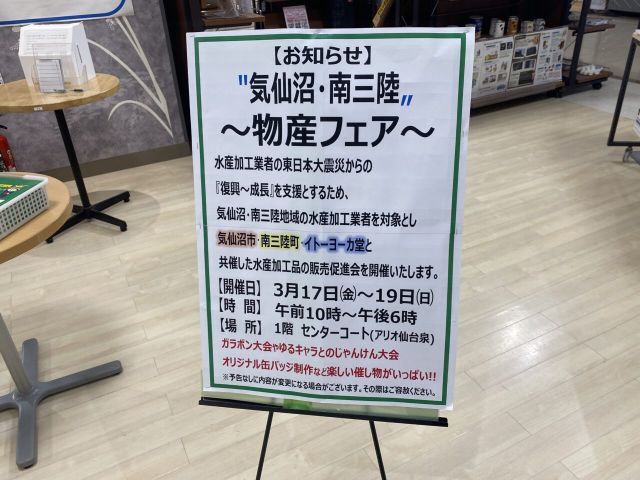 【お知らせ】
"気仙沼・南三陸„
～物産フェア～
水産加工業者の東日本大震災からの
『復興～成長』を支援とするため、
気仙沼・南三陸地域の水産加工業者を対象とし
気仙沼市・南三陸町・イトーヨーカ堂と
共催した水産加工品の販売促進会を開催いたします。
【開催日】 3月17日(金)～19日(日)
【時 間】 午前10時～午後6時
【場 所】 1階 センターコート(アリオ仙台泉)
ガラポン大会やゆるキャラとのじゃんけん大会
オリジナル缶バッジ制作など楽しい催し物がいっぱい!!
※予告なしに内容が変更になる場合がございます。その際はご容赦ください。